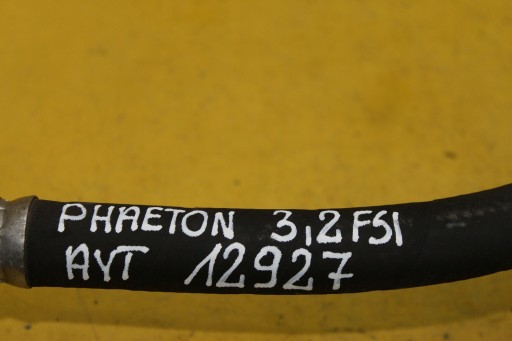 PHAETON 3,2 FSI
AYT 12927